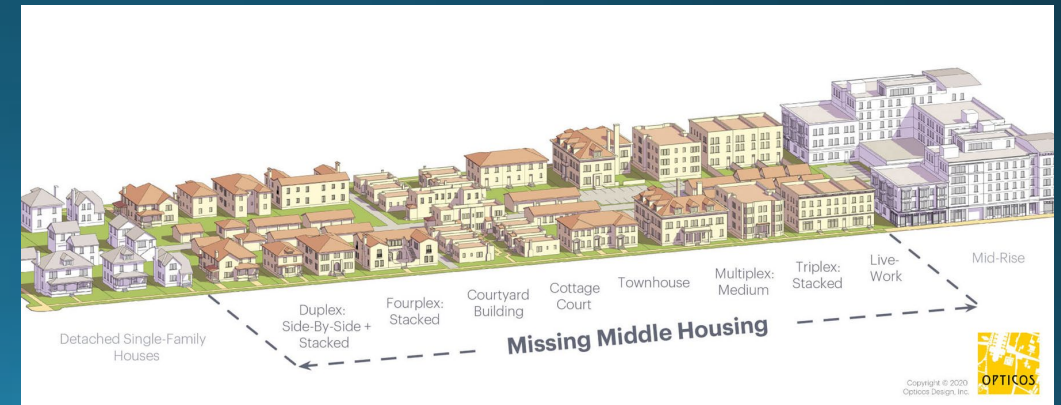 Detached Single-Family
Houses
Duplex:
Side-By-Side +
Stacked
Fourplex:
Stacked
Courtyard
Building
Cottage
Court
Townhouse
Multiplex:
Medium
Triplex:
Stacked
Live-
Work
Mid-Rise
Missing Middle Housing
Copyright © 2020
Opticos Design, Inc.
OPTICOS